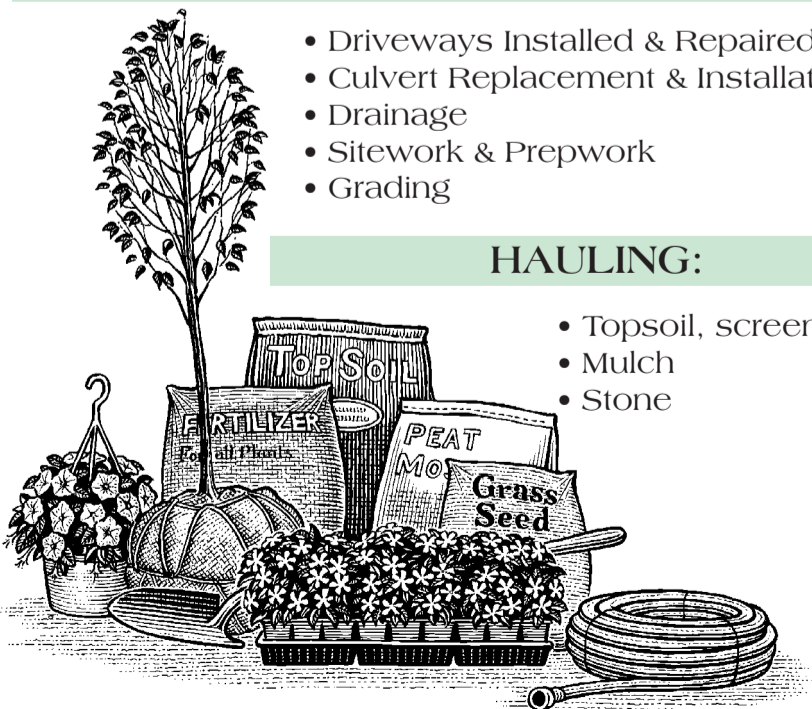 • Driveways Installed & Repaired
• Culvert Replacement & Installat
• Drainage
• Sitework & Prepwork
• Grading
HAULING:
• Topsoil, screen
• Mulch
• Stone
TOP SOIL
FERTILIZER
For all Plants
PEAT
MOS
Grass
Seed